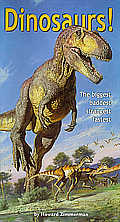 Dinosaurs!
The biggest
baddest
strangest
fastest
by Howard Zimmerman